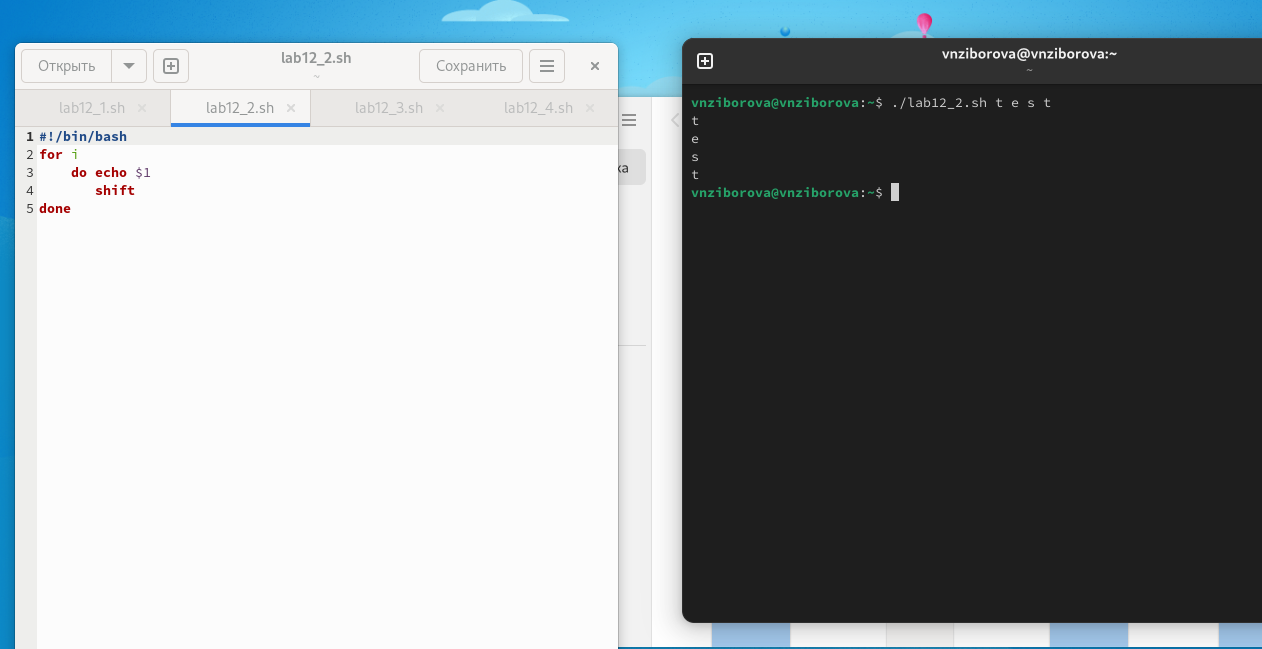 Открыть
lab12_2.sh
~
Сохранить
lab12_1.sh
lab12_2.sh
lab12_3.sh
lab12_4.sh
1 #!/bin/bash
2 for i
3     do echo $1
4        shift
5 done
ка
vnziborova@vnziborova:~
~
vnziborova@vnziborova:~$ ./lab12_2.sh t e s t
t
e
s
t
vnziborova@vnziborova:~$